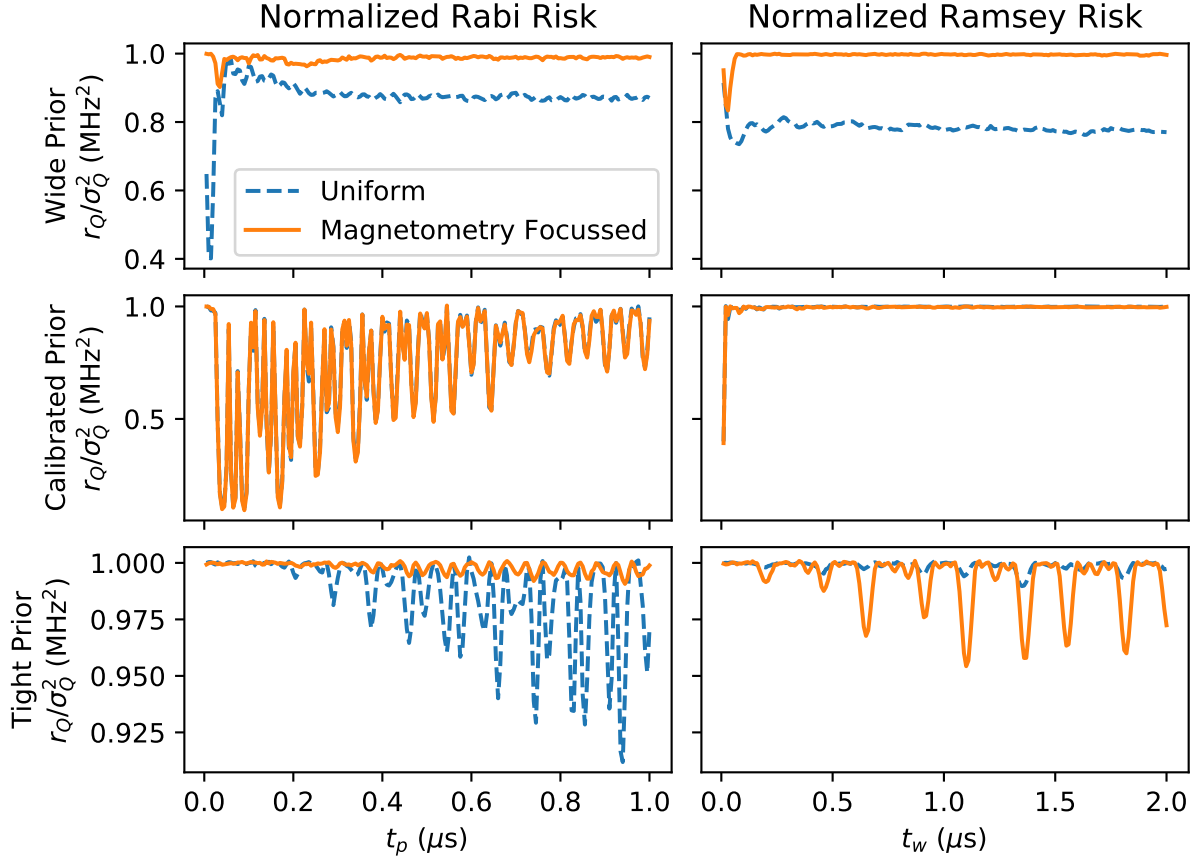 Normalized Rabi Risk
Normalized Ramsey Risk
Wide Prior
r_Q/σ_Q^2 (MHz^2)
1.0
0.8
0.6
0.4
Uniform
Magnetometry Focussed
Calibrated Prior
r_Q/σ_Q^2 (MHz^2)
1.0
0.5
Tight Prior
r_Q/σ_Q^2 (MHz^2)
1.000
0.975
0.950
0.925
0.0 0.2 0.4 0.6 0.8 1.0
t_p (μs)
0.0 0.5 1.0 1.5 2.0
t_w (μs)